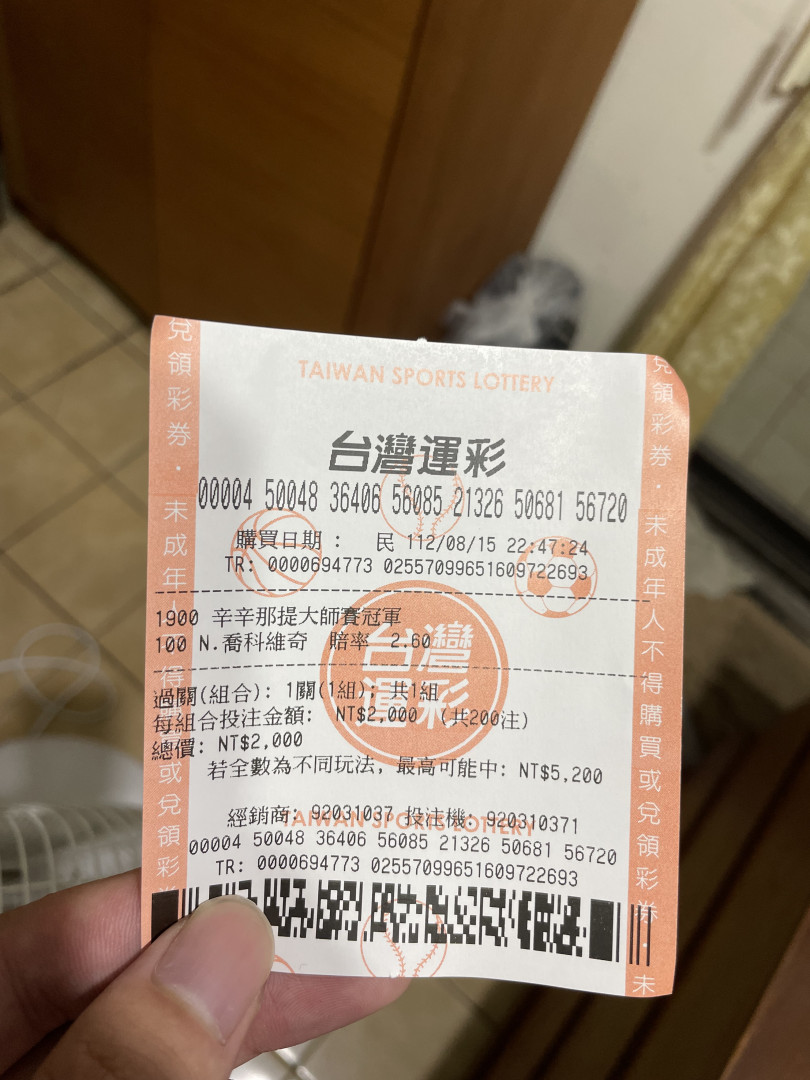 TAIWAN SPORTS LOTTERY
台灣運彩
00004 50048 36406 56085 21326 50681 56720
購買日期： 民 112/08/15 22:47:24
TR: 0000694773 02557099651609722693
1900 辛辛那提大師賽冠軍
100 N.喬科維奇 賠率 2.60
台灣
運彩
過關(組合): 1關(1組); 共1組
每組合投注金額: NT$2,000 (共200注)
總價: NT$2,000
若全數為不同玩法, 最高可能中: NT$5,200
經銷商: 92031037 投注機: 920310371
TAIWAN SPORTS LOTTERY
00004 50048 36406 56085 21326 50681 56720
TR: 0000694773 02557099651609722693
兌領彩券・未成年人不得購買或兌領彩券
兌領彩券・未成年人不得購買或兌領彩券・未